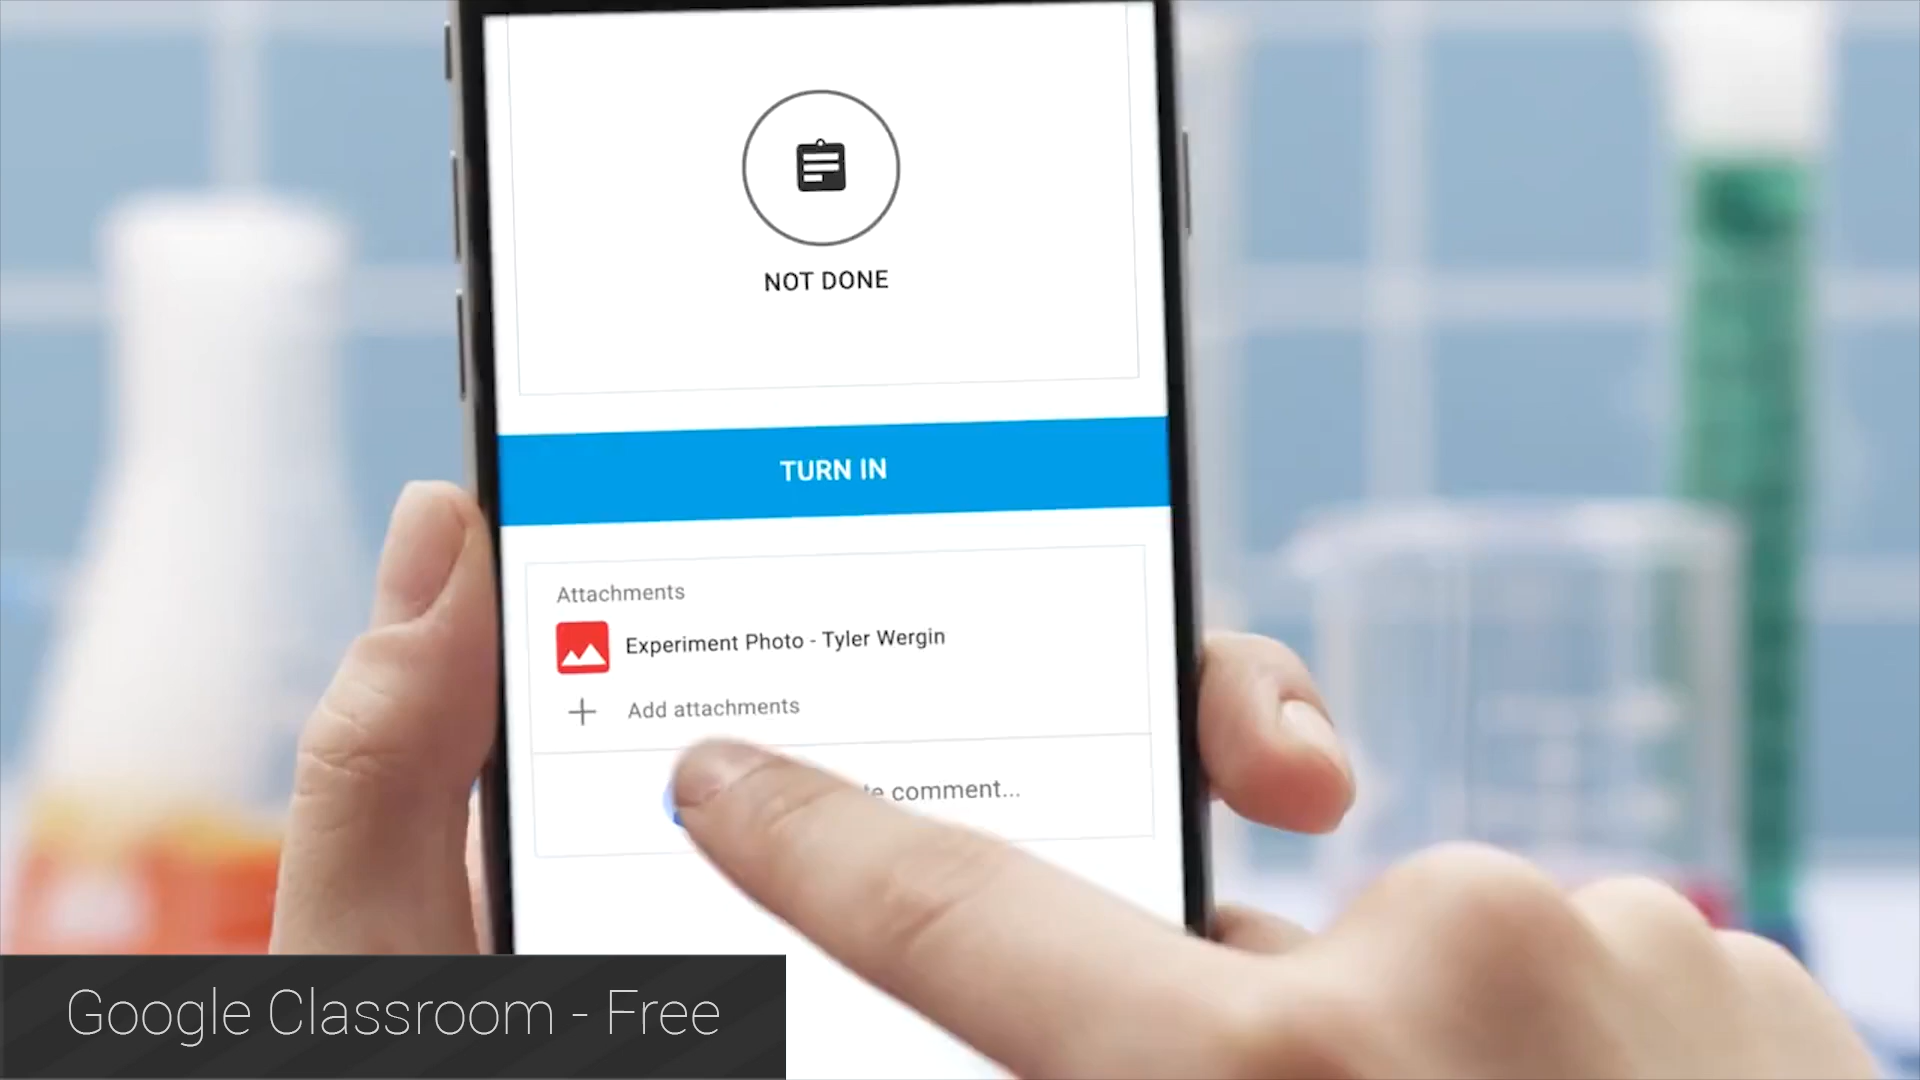 NOT DONE
TURN IN
Attachments
Experiment Photo - Tyler Wergin
Add attachments
comment...
Google Classroom - Free